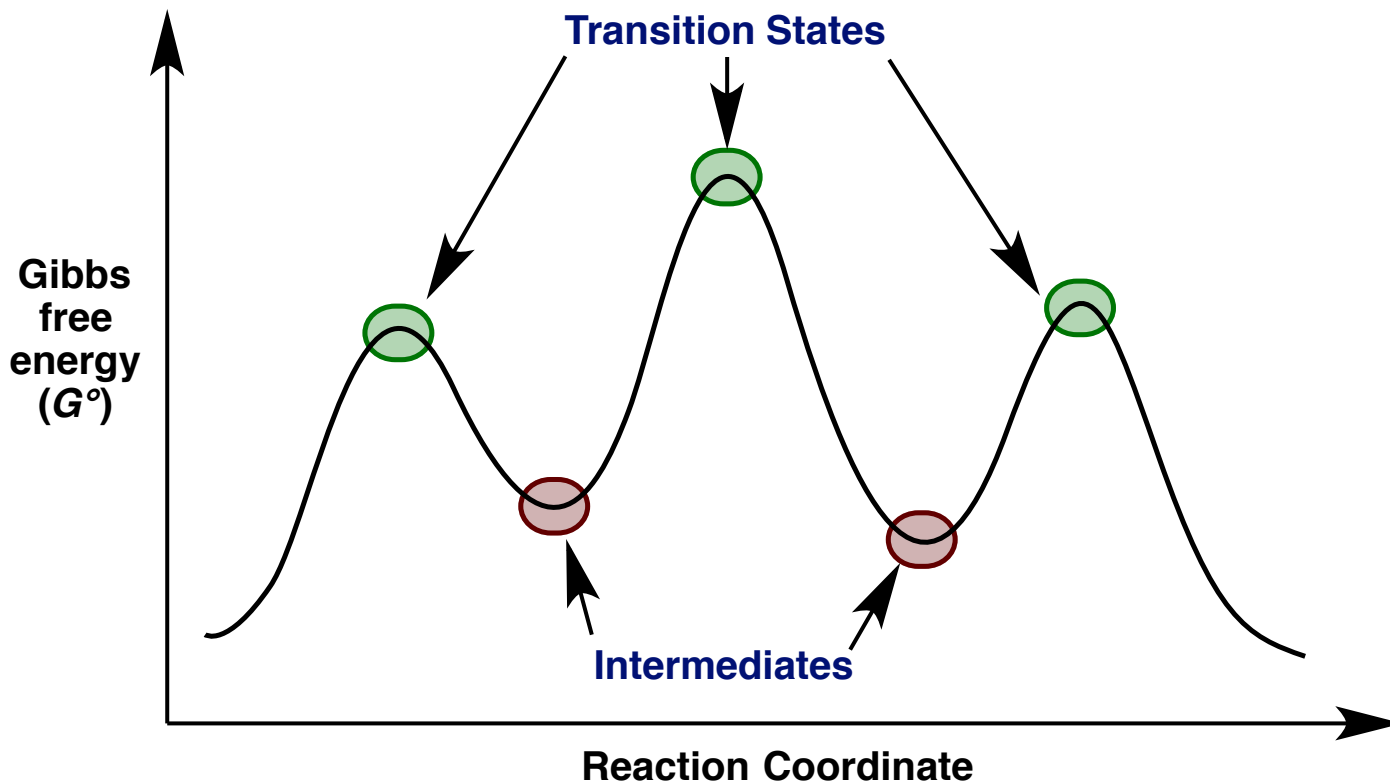 Transition States
Gibbs
free
energy
(G°)
Intermediates
Reaction Coordinate